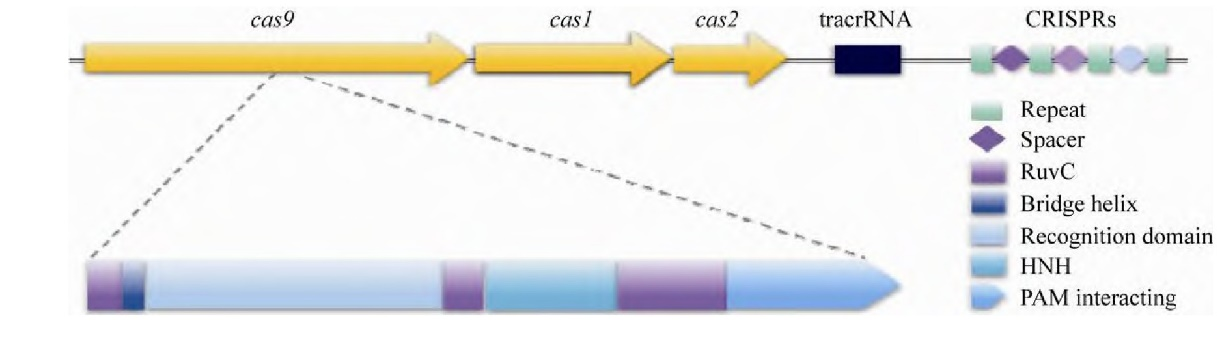 cas9 cas1 cas2 tracrRNA CRISPRs
Repeat
Spacer
RuvC
Bridge helix
Recognition domain
HNH
PAM interacting